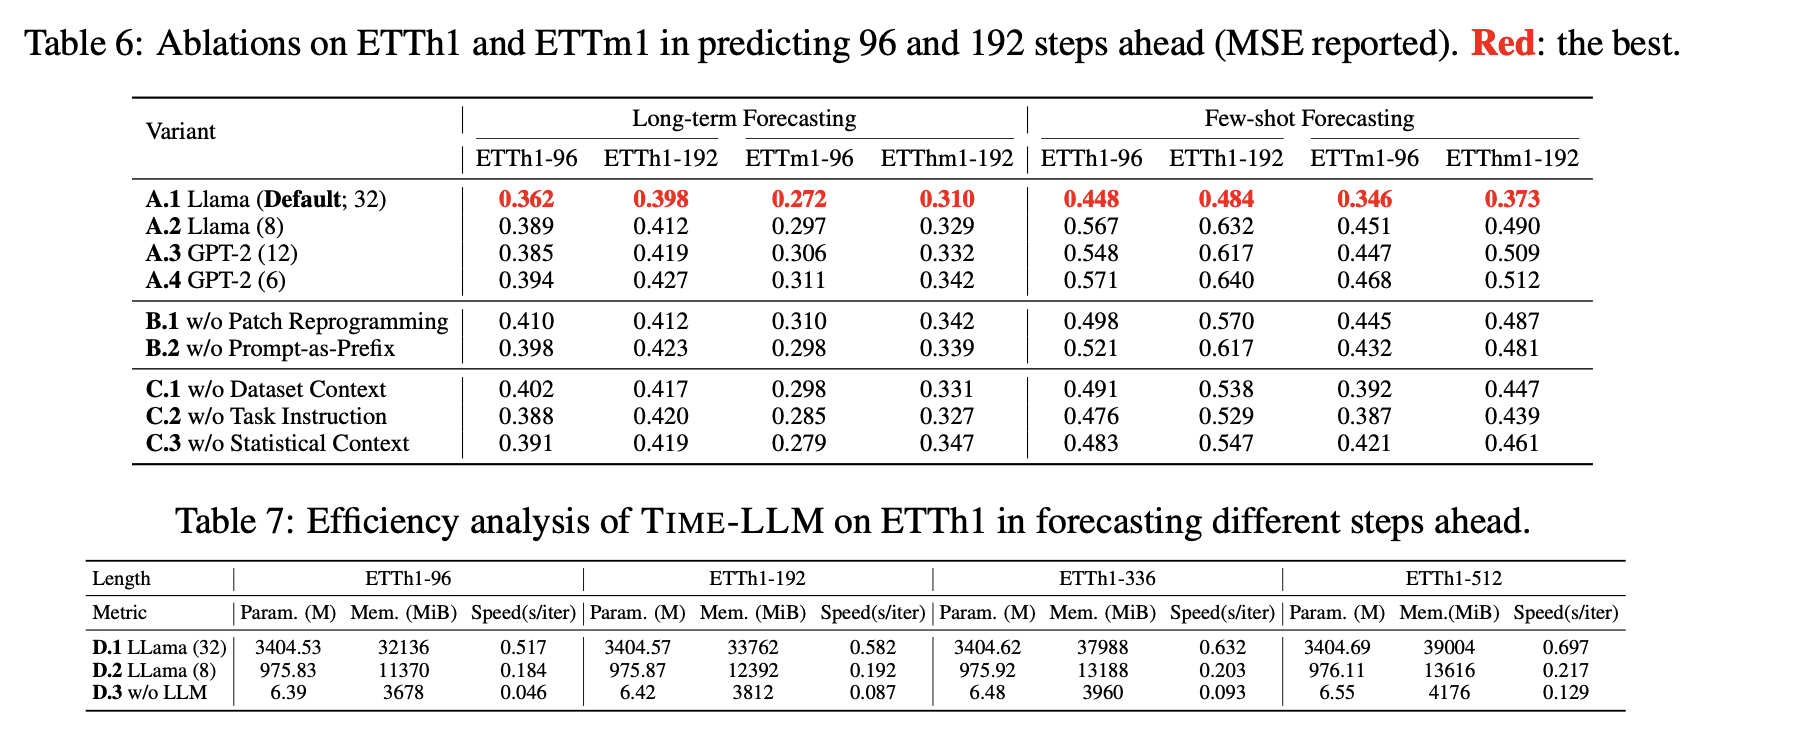 Table 6: Ablations on ETTh1 and ETTm1 in predicting 96 and 192 steps ahead (MSE reported). Red: the best.
Variant Long-term Forecasting Few-shot Forecasting
ETTh1-96 ETTh1-192 ETTm1-96 ETThm1-192 ETTh1-96 ETTh1-192 ETTm1-96 ETThm1-192
A.1 Llama (Default; 32) 0.362 0.398 0.272 0.310 0.448 0.484 0.346 0.373
A.2 Llama (8) 0.389 0.412 0.297 0.329 0.567 0.632 0.451 0.490
A.3 GPT-2 (12) 0.385 0.419 0.306 0.332 0.548 0.617 0.447 0.509
A.4 GPT-2 (6) 0.394 0.427 0.311 0.342 0.571 0.640 0.468 0.512
B.1 w/o Patch Reprogramming 0.410 0.412 0.310 0.342 0.498 0.570 0.445 0.487
B.2 w/o Prompt-as-Prefix 0.398 0.423 0.298 0.339 0.521 0.617 0.432 0.481
C.1 w/o Dataset Context 0.402 0.417 0.298 0.331 0.491 0.538 0.392 0.447
C.2 w/o Task Instruction 0.388 0.420 0.285 0.327 0.476 0.529 0.387 0.439
C.3 w/o Statistical Context 0.391 0.419 0.279 0.347 0.483 0.547 0.421 0.461
Table 7: Efficiency analysis of TIME-LLM on ETTh1 in forecasting different steps ahead.
Length ETTh1-96 ETTh1-192 ETTh1-336 ETTh1-512
Metric Param. (M) Mem. (MiB) Speed(s/iter) Param. (M) Mem. (MiB) Speed(s/iter) Param. (M) Mem. (MiB) Speed(s/iter) Param. (M) Mem.(MiB) Speed(s/iter)
D.1 LLama (32) 3404.53 32136 0.517 3404.57 33762 0.582 3404.62 37988 0.632 3404.69 39004 0.697
D.2 LLama (8) 975.83 11370 0.184 975.87 12392 0.192 975.92 13188 0.203 976.11 13616 0.217
D.3 w/o LLM 6.39 3678 0.046 6.42 3812 0.087 6.48 3960 0.093 6.55 4176 0.129